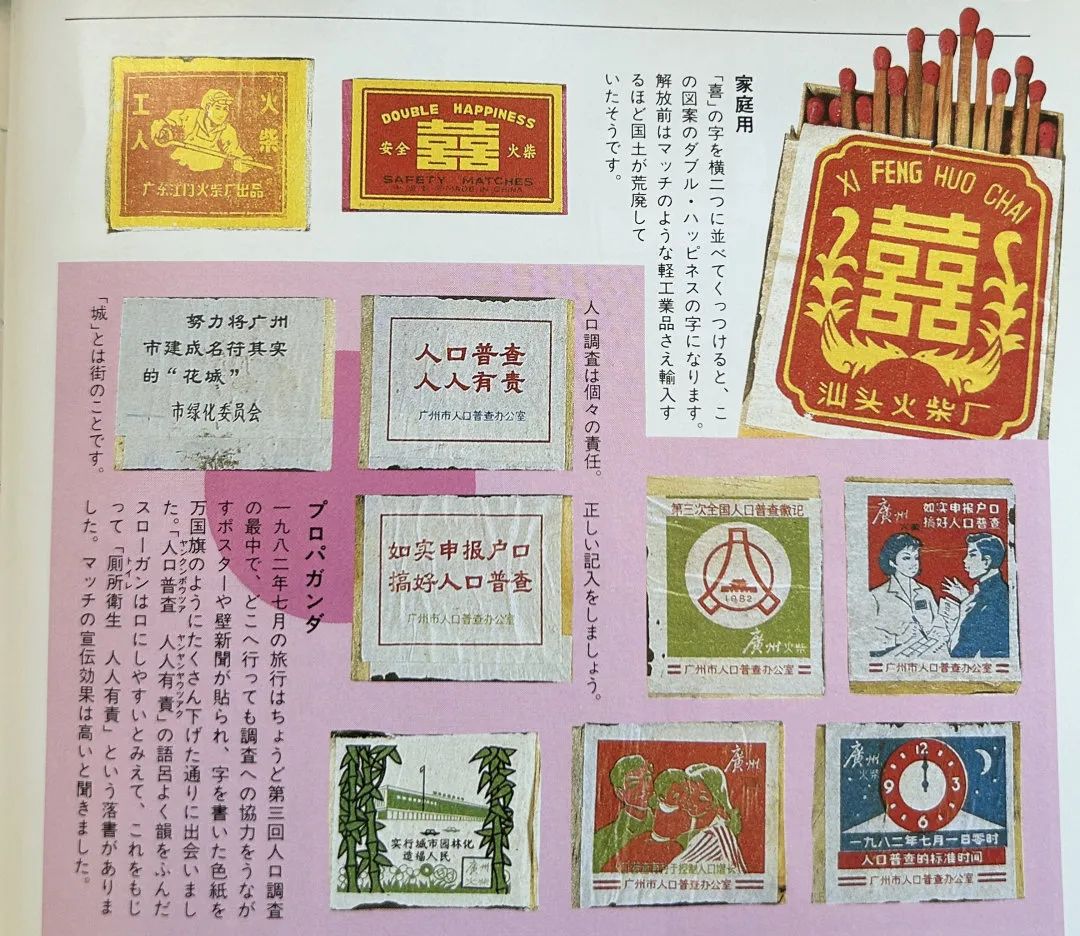 家庭用
「喜」の字を横二つに並べてくっつけると、こ
の図案のダブル・ハッピネスの字になります。
解放前はマッチのような軽工業品さえ輸入す
るほど国土が荒廃して
いたそうです。
XI FENG HUO CHAI
囍
汕头火柴厂
DOUBLE HAPPINESS
安全 囍 火柴
SAFETY MATCHES
MADE IN CHINA
工人
火柴
广东江门火柴厂出品
人口調査は個々の責任。
人口普查
人人有责
广州市人口普查办公室
努力将广州
市建成名符其实
的“花城”
市绿化委员会
「城」とは街のことです。
正しい記入をしましょう。
如实申报户口
搞好人口普查
广州市人口普查办公室
第三次全国人口普查徽记
1982
廣州火柴
广州市人口普查办公室
廣州
火柴
如实申报户口
搞好人口普查
广州市人口普查办公室
プロパガンダ
一九八二年七月の旅行はちょうど第三回人口調査
の最中で、どこへ行っても調査への協力をうなが
すポスターや壁新聞が貼られ、字を書いた色紙を
万国旗のようにたくさん下げた通りに出会いまし
た。「人口普査 人人有責」の語呂よく韻をふんだ
スローガンは口にしやすいとみえて、これをもじ
って「厠所衛生 人人有責」という落書がありま
した。マッチの宣伝効果は高いと聞きました。
实行城市园林化
造福人民
廣州
火柴
廣州
广州市人口普查办公室
廣州
火柴
12
3
6
9
一九八二年七月一日零时
人口普查的标准时间
广州市人口普查办公室